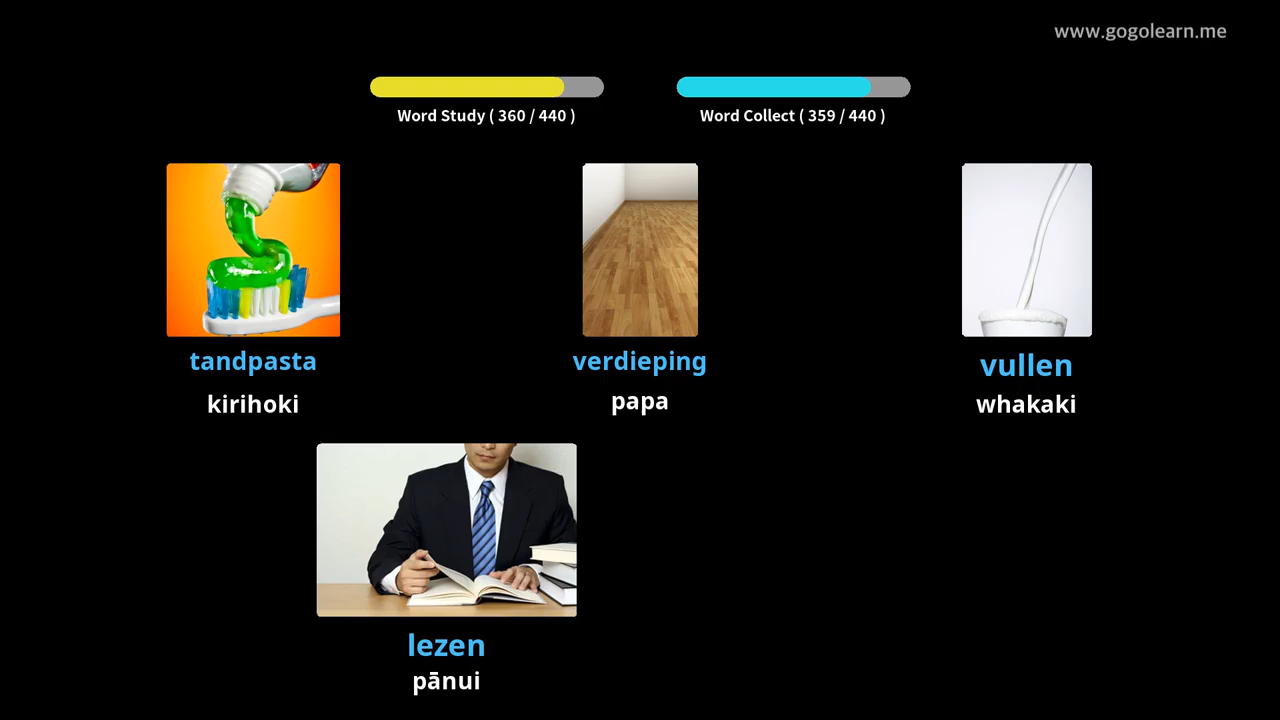 www.gogolearn.me
Word Study ( 360 / 440 )
Word Collect ( 359 / 440 )
tandpasta
kirihoki
verdieping
papa
vullen
whakaki
lezen
pānui